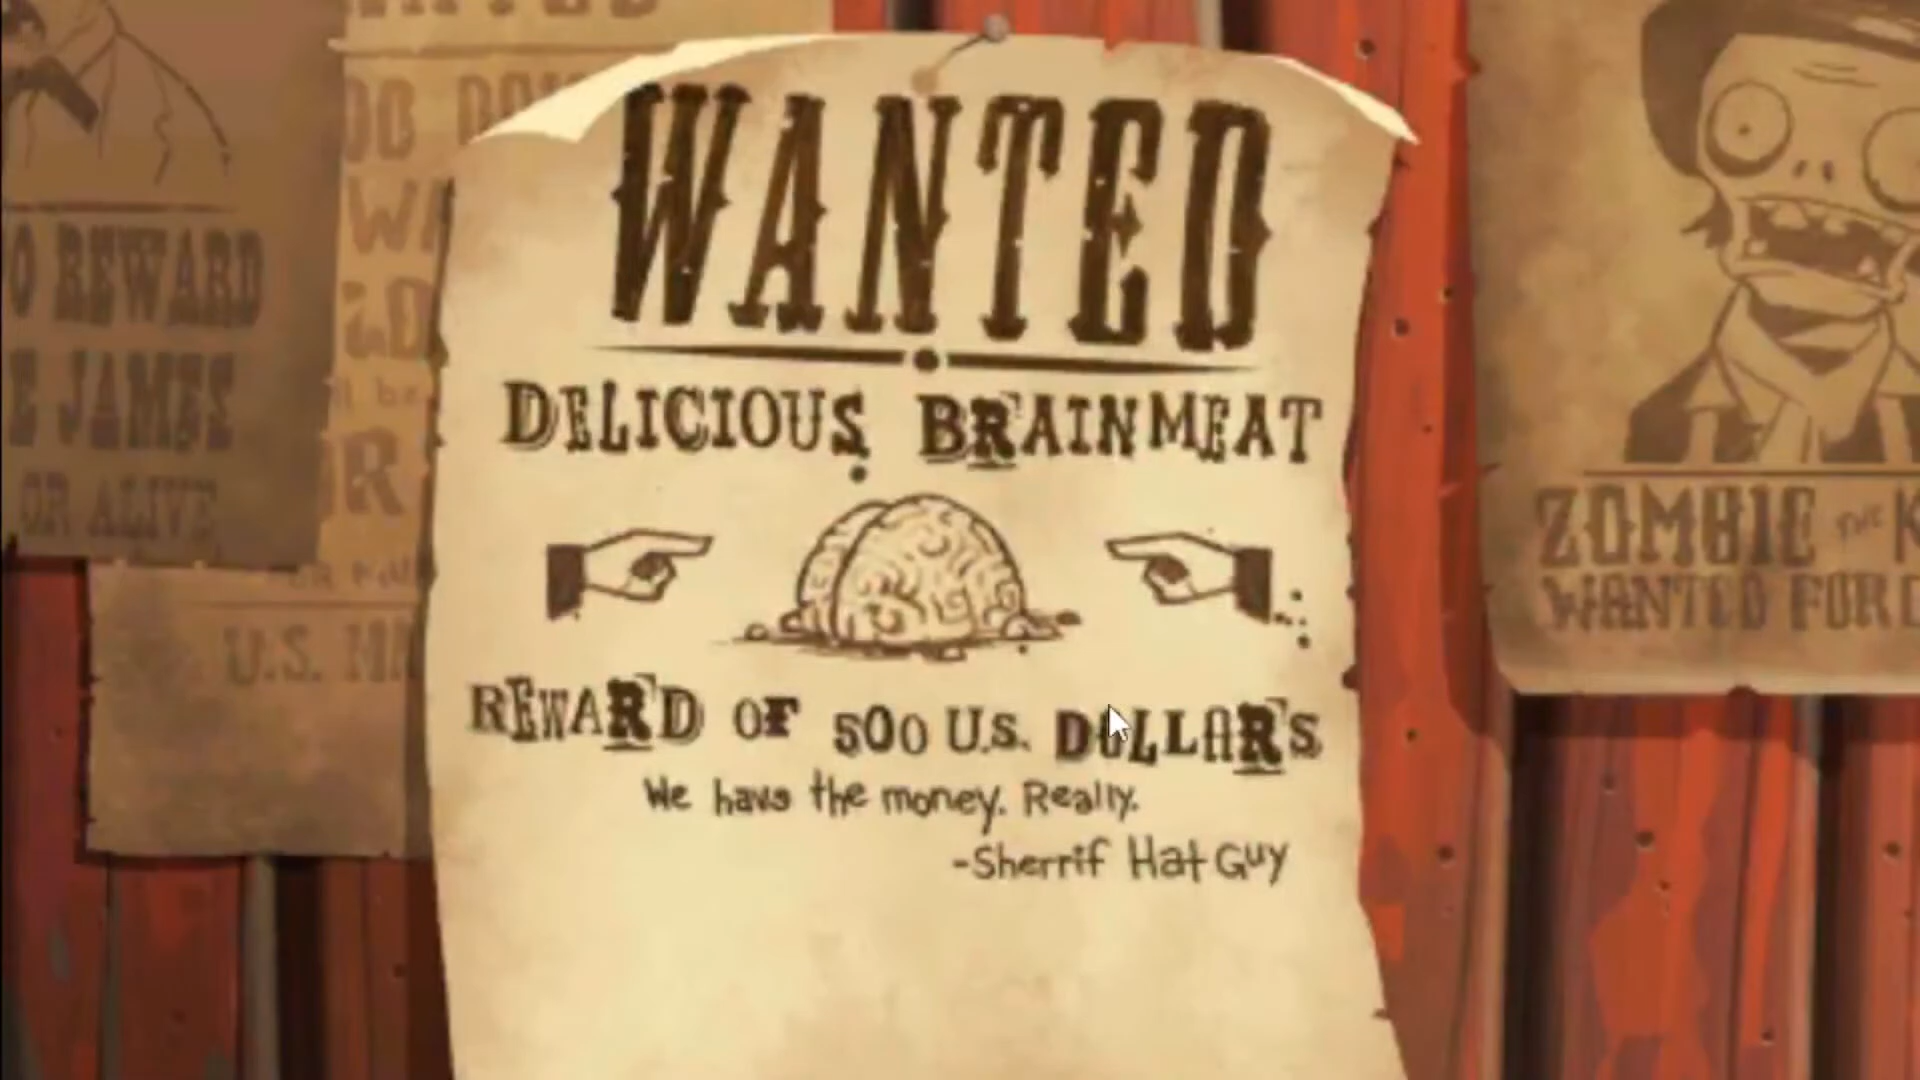 WANTED
DELICIOUS BRAINMEAT
REWARD OF 500 U.S. DOLLARS
We have the money. Really.
-Sherrif Hat Guy
REWARD
JAMES
OR ALIVE
U.S.
ZOMBIE THE
WANTED FOR